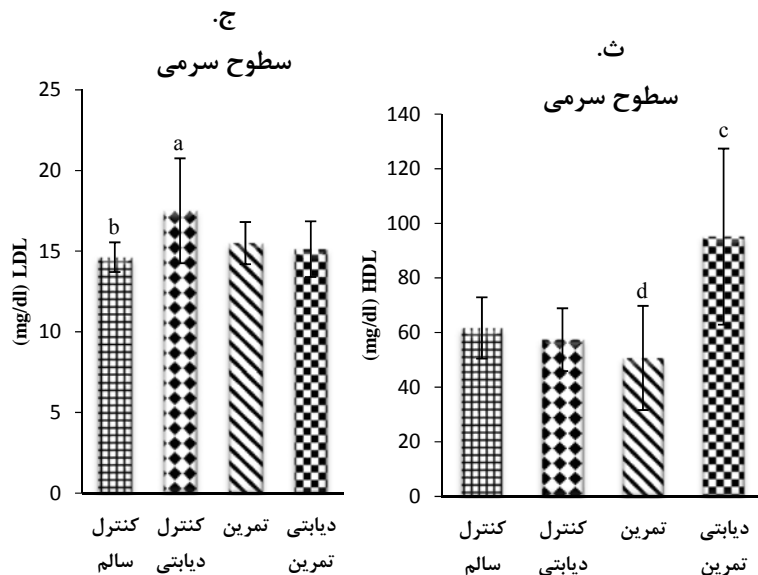 ث.
سطوح سرمی
(mg/dl) HDL
140
120
100
80
60
40
20
0
c
d
کنترل سالم
کنترل دیابتی
تمرین
دیابتی تمرین
ج.
سطوح سرمی
(mg/dl) LDL
25
20
15
10
5
0
a
b
کنترل سالم
کنترل دیابتی
تمرین
دیابتی تمرین